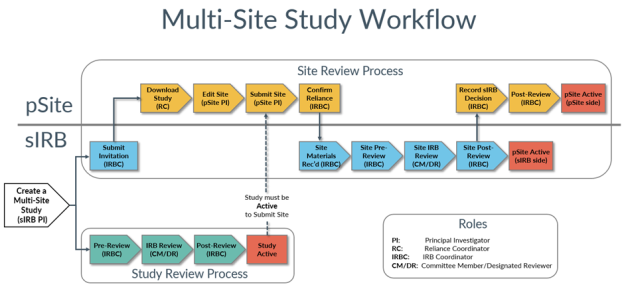 Multi-Site Study Workflow
Site Review Process
pSite
sIRB
Download
Study
(RC)
Edit Site
(pSite PI)
Submit Site
(pSite PI)
Confirm
Reliance
(IRBC)
Record sIRB
Decision
(IRBC)
Post-Review
(IRBC)
pSite Active
(pSite side)
Submit
Invitation
(IRBC)
Site
Materials
Rec'd (IRBC)
Site Pre-
Review
(IRBC)
Site IRB
Review
(CM/DR)
Site Post-
Review
(IRBC)
pSite Active
(sIRB side)
Create a
Multi-Site
Study
(sIRB PI)
Study must be
Active
to Submit Site
Pre-Review
(IRBC)
IRB Review
(CM/DR)
Post-Review
(IRBC)
Study
Active
Study Review Process
Roles
PI: Principal Investigator
RC: Reliance Coordinator
IRBC: IRB Coordinator
CM/DR: Committee Member/Designated Reviewer